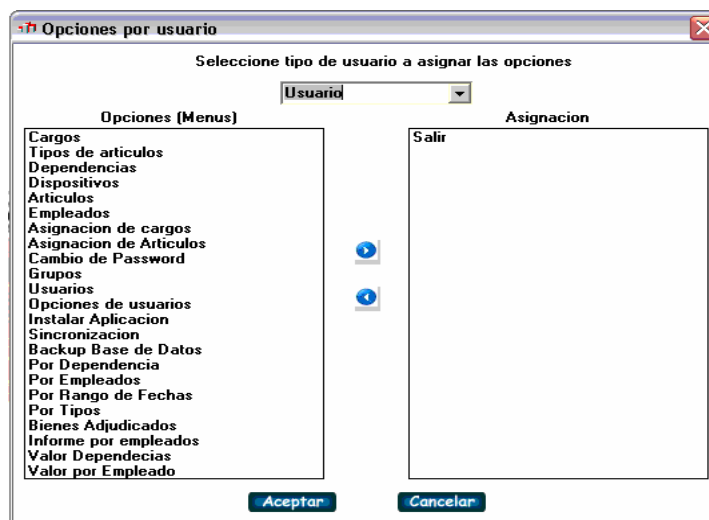 Opciones por usuario
Seleccione tipo de usuario a asignar las opciones
Usuario
Opciones (Menus)
Cargos
Tipos de articulos
Dependencias
Dispositivos
Articulos
Empleados
Asignacion de cargos
Asignacion de Articulos
Cambio de Password
Grupos
Usuarios
Opciones de usuarios
Instalar Aplicacion
Sincronizacion
Backup Base de Datos
Por Dependencia
Por Empleados
Por Rango de Fechas
Por Tipos
Bienes Adjudicados
Informe por empleados
Valor Dependecias
Valor por Empleado
Asignacion
Salir
Aceptar
Cancelar